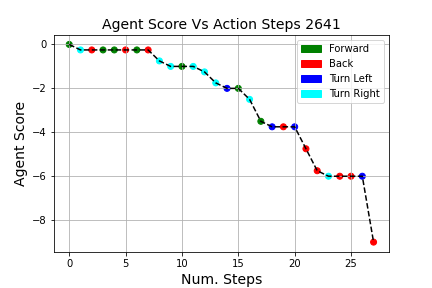 Agent Score Vs Action Steps 2641
0
−2
−4
−6
−8
Agent Score
Forward
Back
Turn Left
Turn Right
0 5 10 15 20 25
Num. Steps